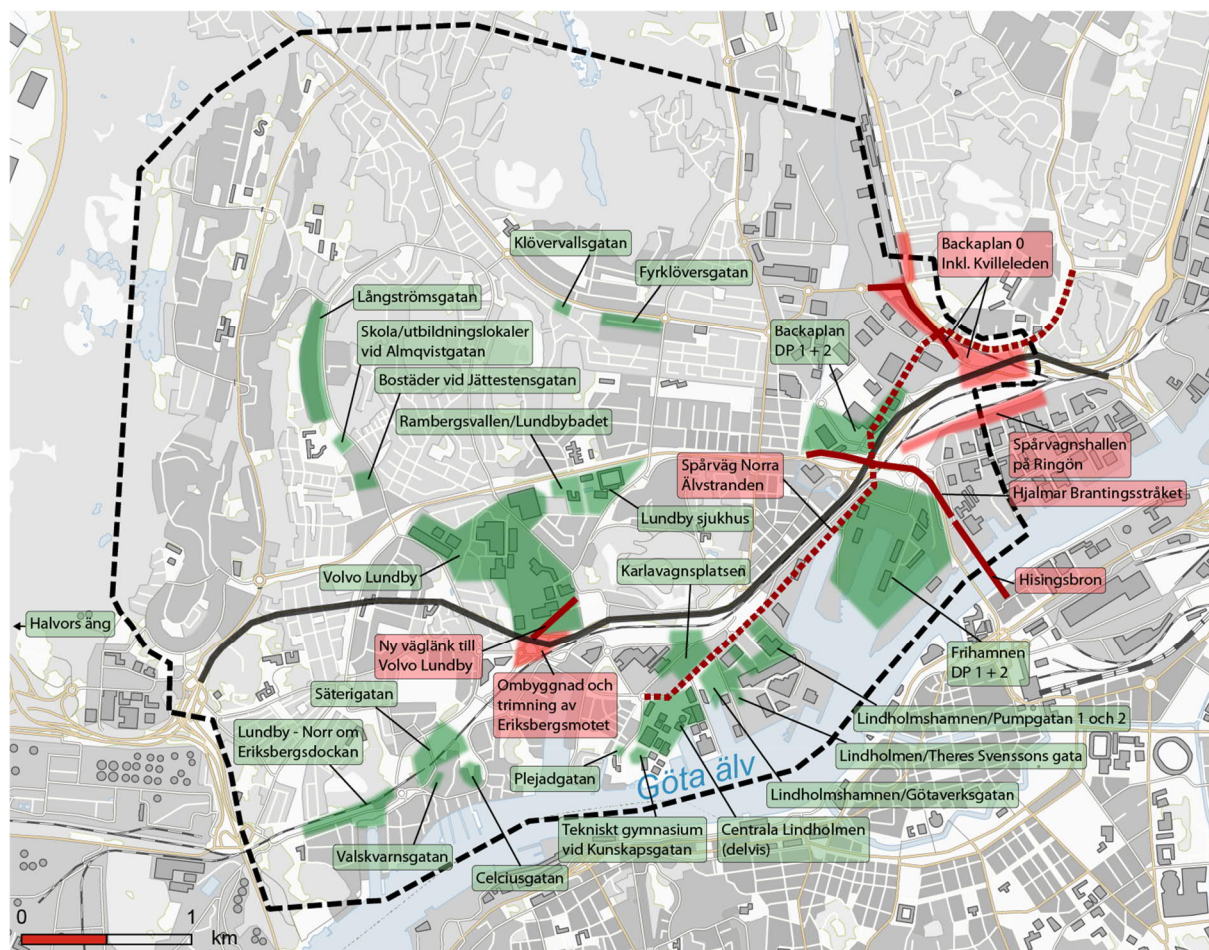 Backaplan 0
Inkl. Kvilleleden
Klövervallsgatan
Fyrklöversgatan
Långströmsgatan
Skola/utbildningslokaler
vid Almqvistgatan
Backaplan
DP 1 + 2
Bostäder vid Jättestensgatan
Rambergsvallen/Lundbybadet
Spårvagnshallen
på Ringön
Spårväg Norra
Älvstranden
Hjalmar Brantingsstråket
Lundby sjukhus
Karlavagnsplatsen
Volvo Lundby
Hisingsbron
Halvors äng
Ny väglänk till
Volvo Lundby
Frihamnen
DP 1 + 2
Ombyggnad och
trimning av
Eriksbergsmotet
Säterigatan
Lundby - Norr om
Eriksbergsdockan
Lindholmshamnen/Pumpgatan 1 och 2
Lindholmen/Theres Svenssons gata
Plejadgatan
Göta älv
Lindholmshamnen/Götaverksgatan
Tekniskt gymnasium
vid Kunskapsgatan
Centrala Lindholmen
(delvis)
Valskvarnsgatan
Celciusgatan
0 1
km